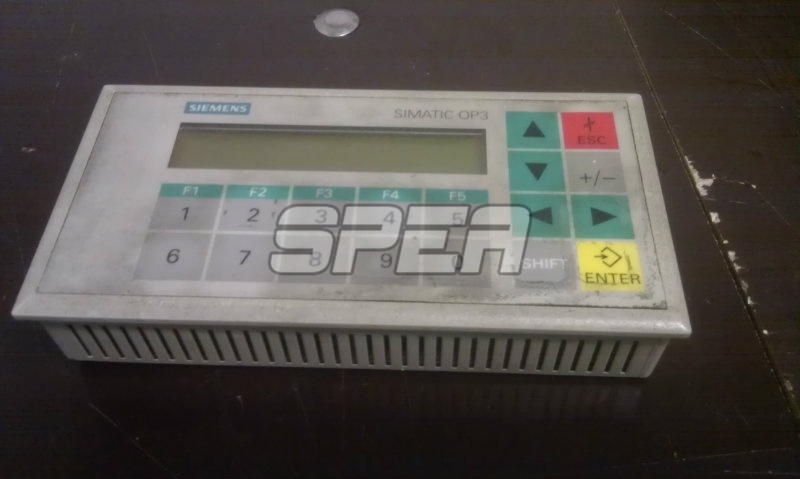 SIEMENS
SIMATIC OP3
ESC
+/−
F1 F2 F3 F4 F5
1 2 3 4 5
6 7 8 9 0
SHIFT
ENTER
SPEA